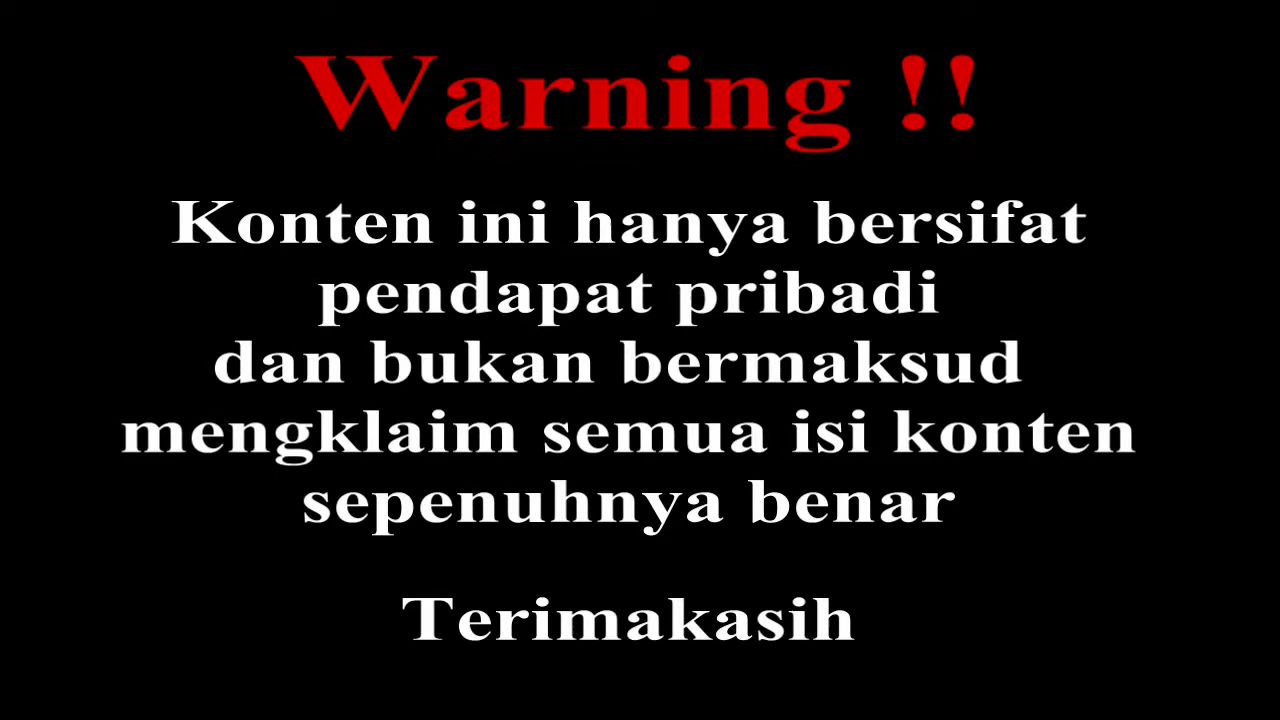 Warning !!
Konten ini hanya bersifat
pendapat pribadi
dan bukan bermaksud
mengklaim semua isi konten
sepenuhnya benar
Terimakasih